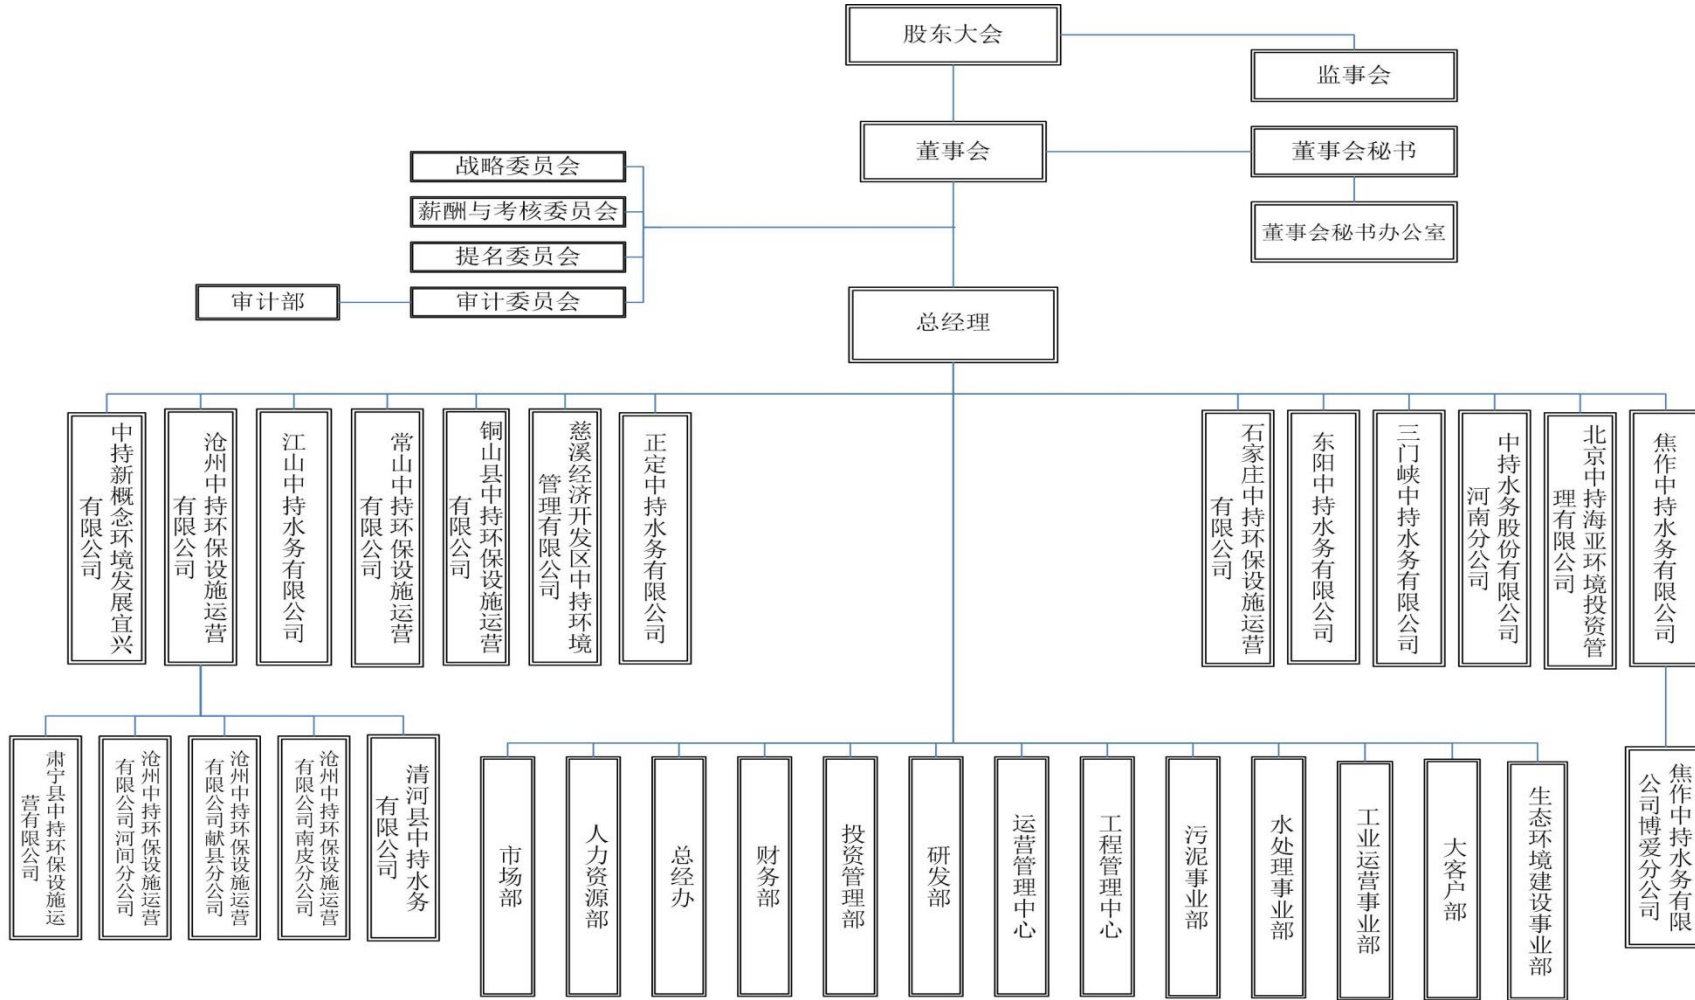 股东大会
监事会
董事会
董事会秘书
董事会秘书办公室
战略委员会
薪酬与考核委员会
提名委员会
审计委员会
审计部
总经理
中持新概念环境发展宜兴
有限公司
沧州中持环保设施运营
有限公司
江山中持水务有限公司
常山中持环保设施运营
有限公司
铜山县中持环保设施运营
有限公司
慈溪经济开发区中持环境
管理有限公司
正定中持水务有限公司
石家庄中持环保设施运营
有限公司
东阳中持水务有限公司
三门峡中持水务有限公司
中持水务股份有限公司
河南分公司
北京中持海亚环境投资管
理有限公司
焦作中持水务有限公司
肃宁县中持环保设施运
营有限公司
沧州中持环保设施运营
有限公司河间分公司
沧州中持环保设施运营
有限公司献县分公司
沧州中持环保设施运营
有限公司南皮分公司
清河县中持水务
有限公司
市场部
人力资源部
总经办
财务部
投资管理部
研发部
运营管理中心
工程管理中心
污泥事业部
水处理事业部
工业运营事业部
大客户部
生态环境建设事业部
焦作中持水务有限
公司博爱分公司